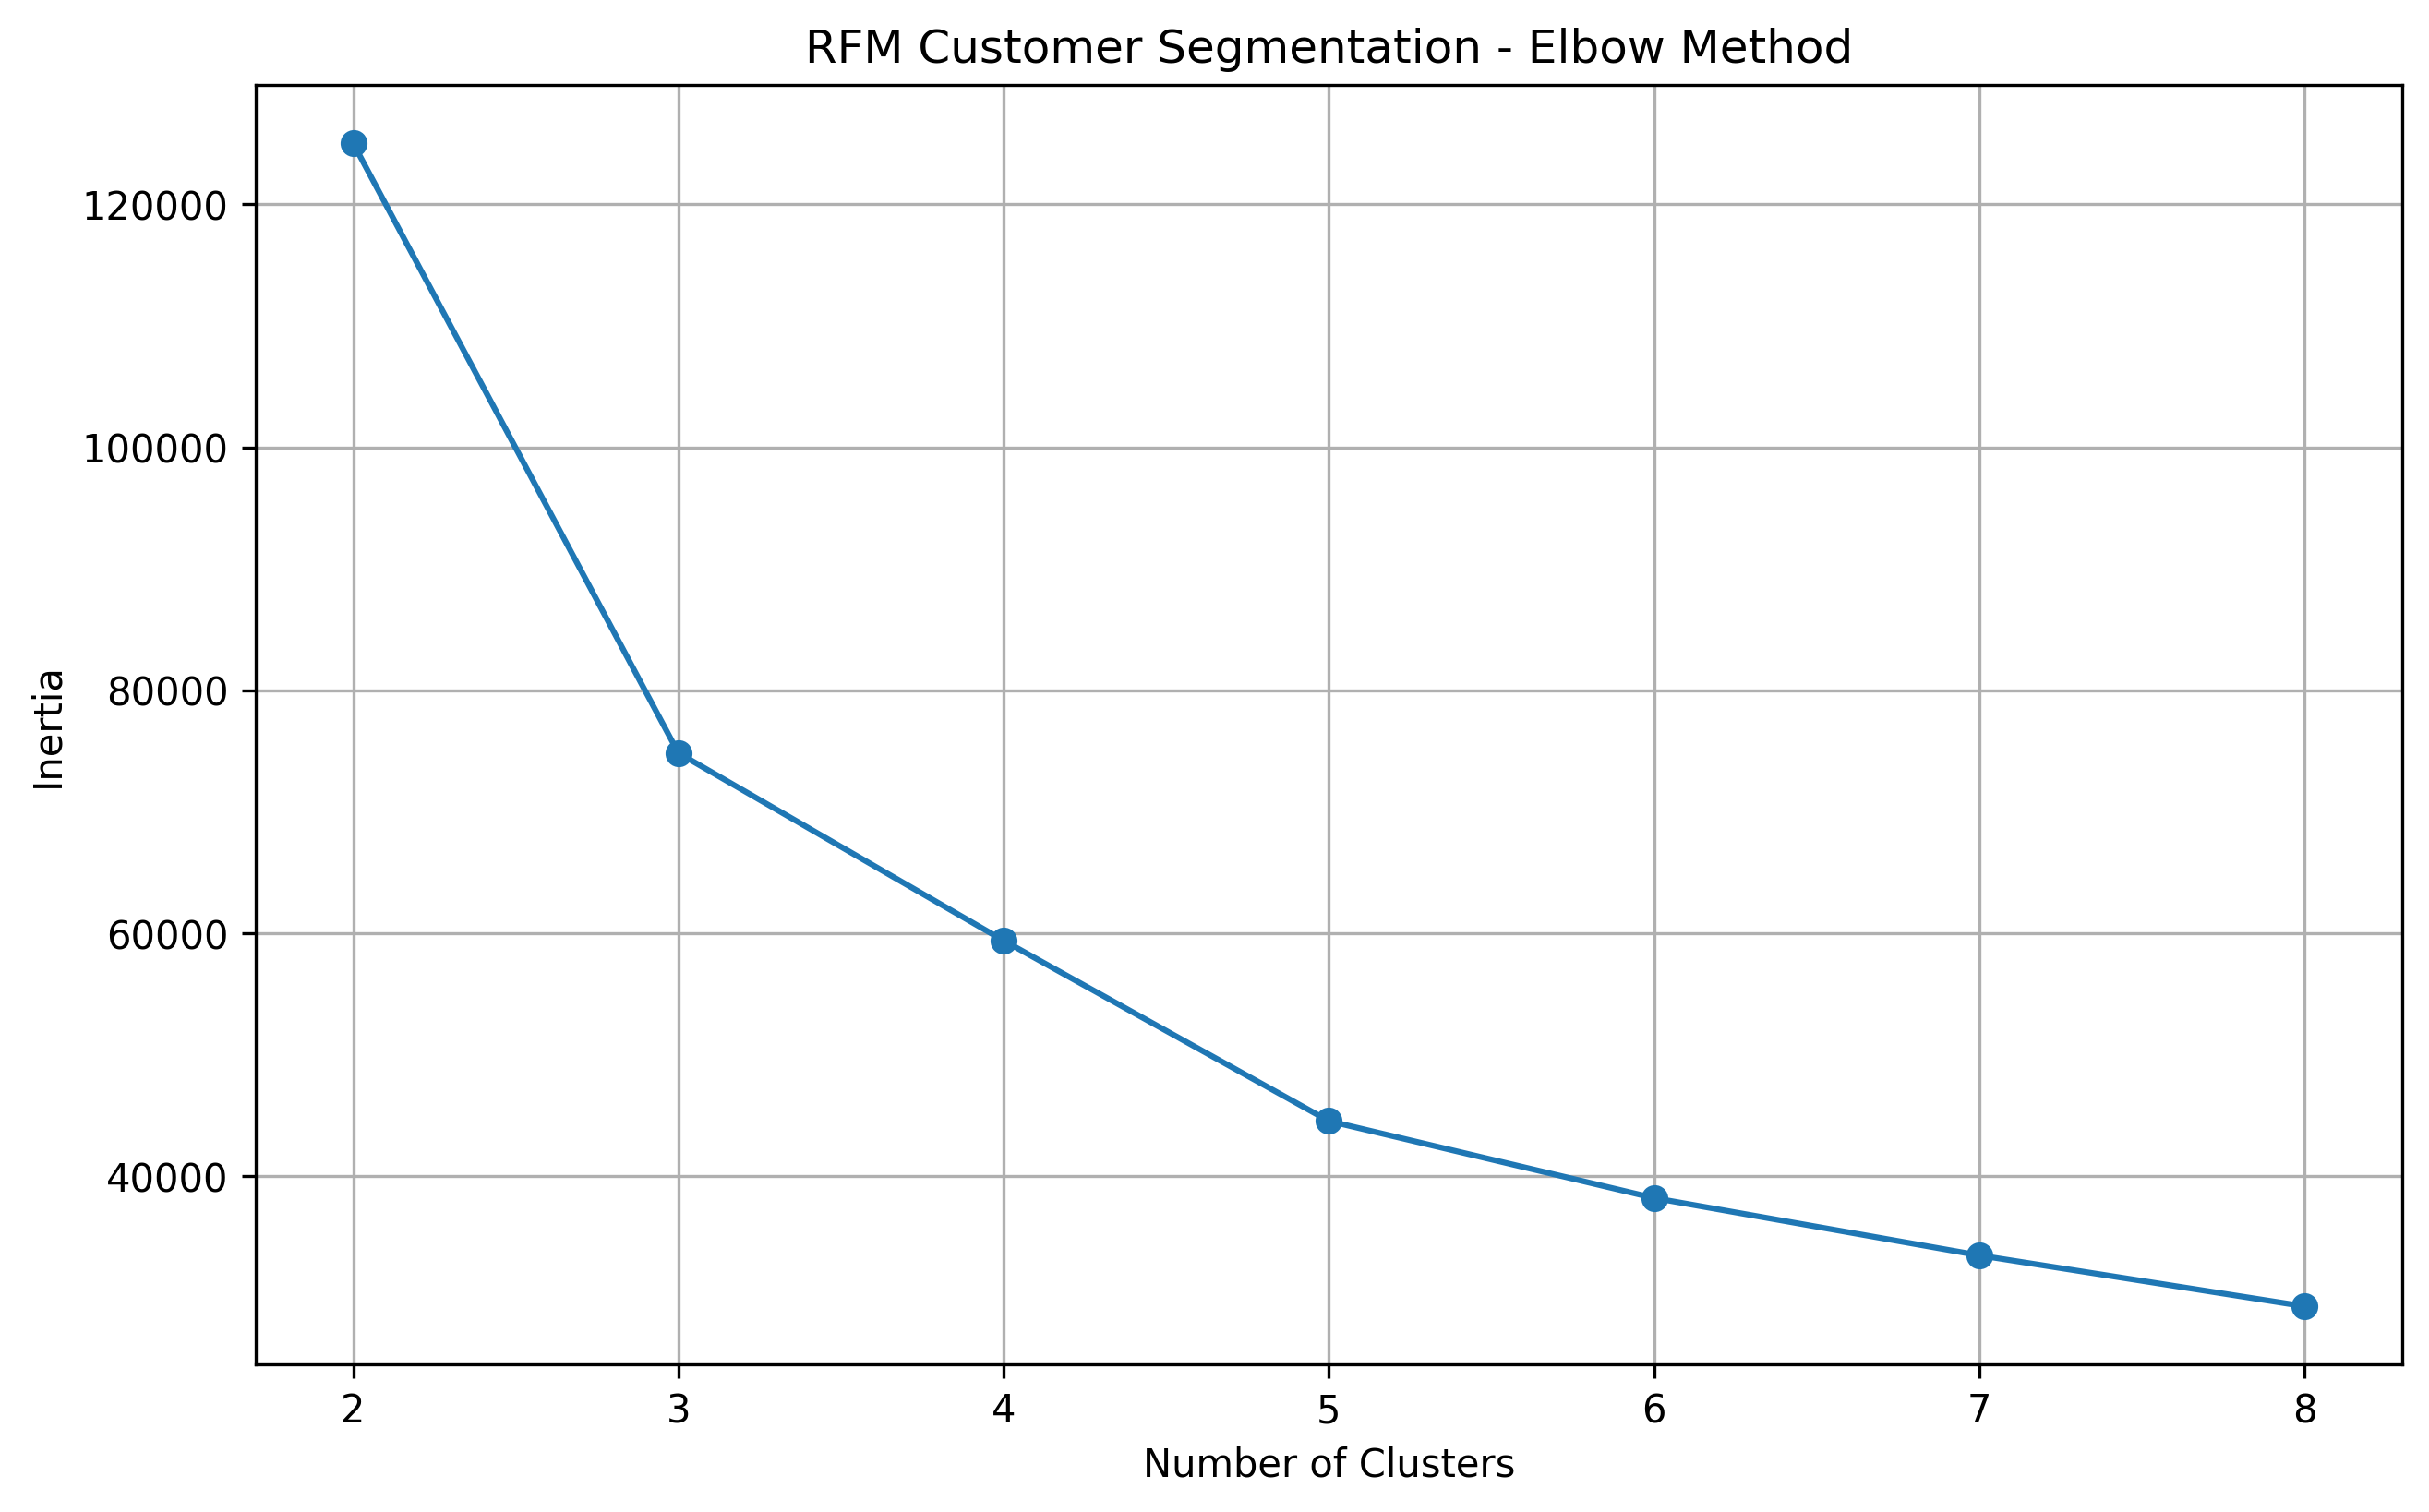 RFM Customer Segmentation - Elbow Method
120000
100000
80000
60000
40000
Inertia
2 3 4 5 6 7 8
Number of Clusters